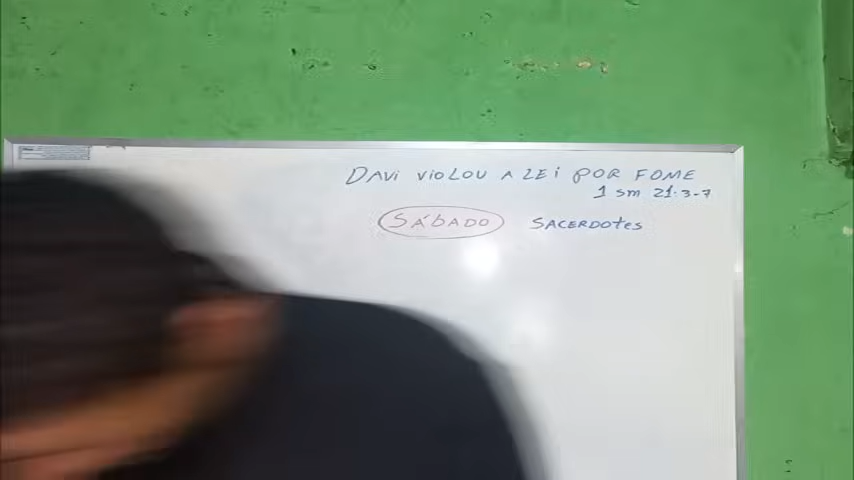 DAVI VIOLOU A LEI POR FOME
1 SM 21·3-7
SÁBADO SACERDOTES